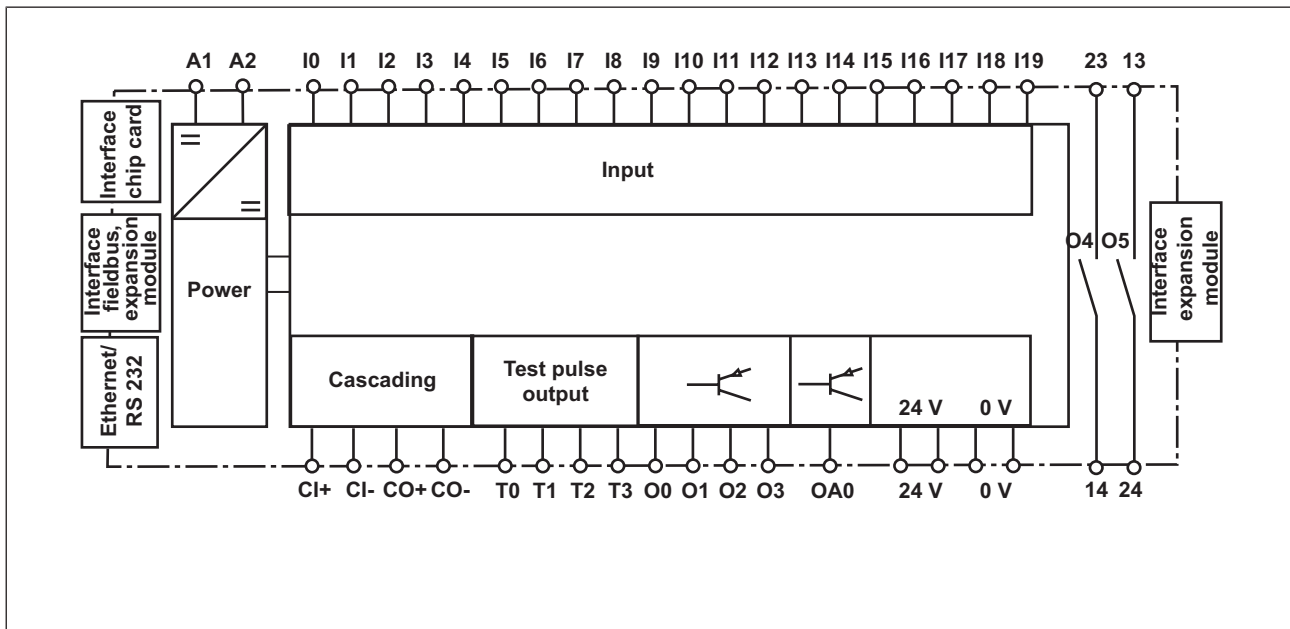 A1 A2 I0 I1 I2 I3 I4 I5 I6 I7 I8 I9 I10 I11 I12 I13 I14 I15 I16 I17 I18 I19 23 13
Interface
chip card
Interface
fieldbus,
expansion
module
Ethernet/
RS 232
Power
Input
O4 O5
Interface
expansion
module
Cascading
Test pulse
output
24 V 0 V
CI+ CI- CO+ CO- T0 T1 T2 T3 O0 O1 O2 O3 OA0 24 V 0 V 14 24